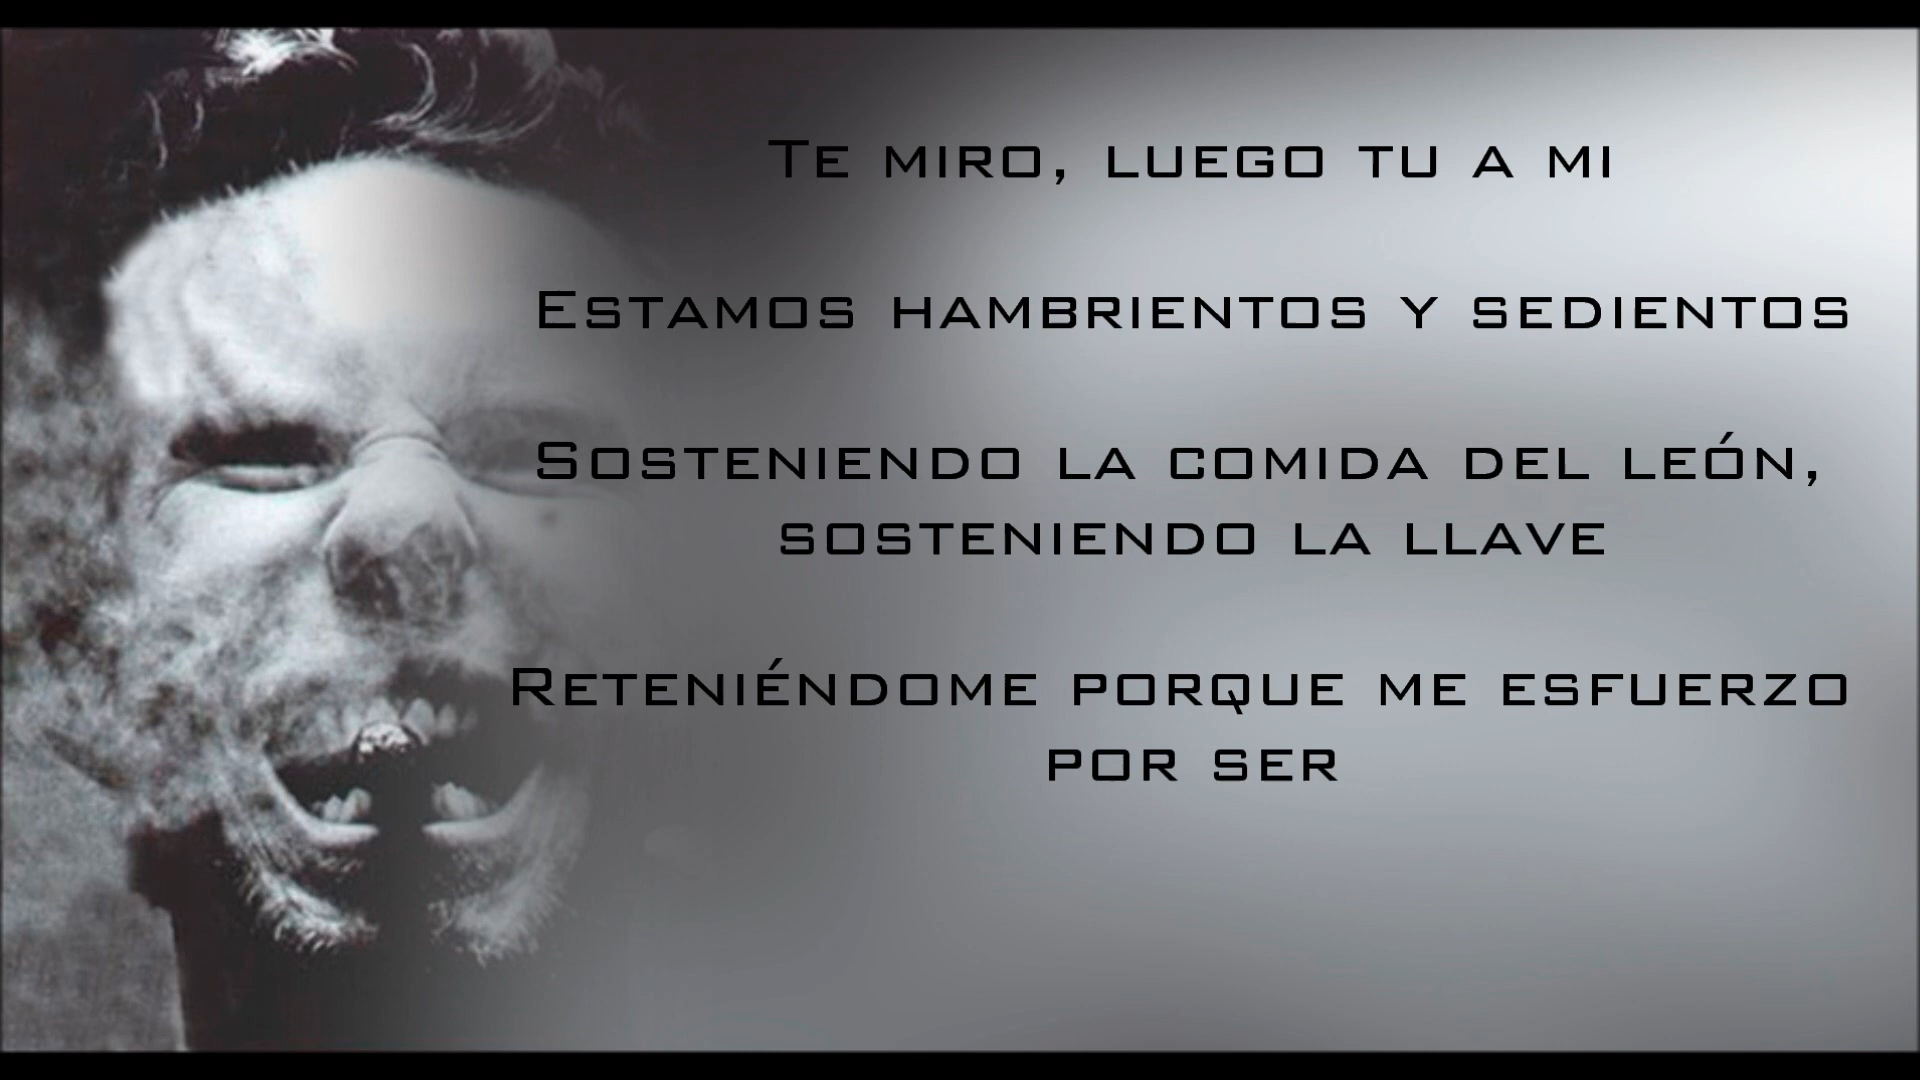 Te miro, luego tu a mi
Estamos hambrientos y sedientos
Sosteniendo la comida del león,
sosteniendo la llave
Reteniéndome porque me esfuerzo
por ser